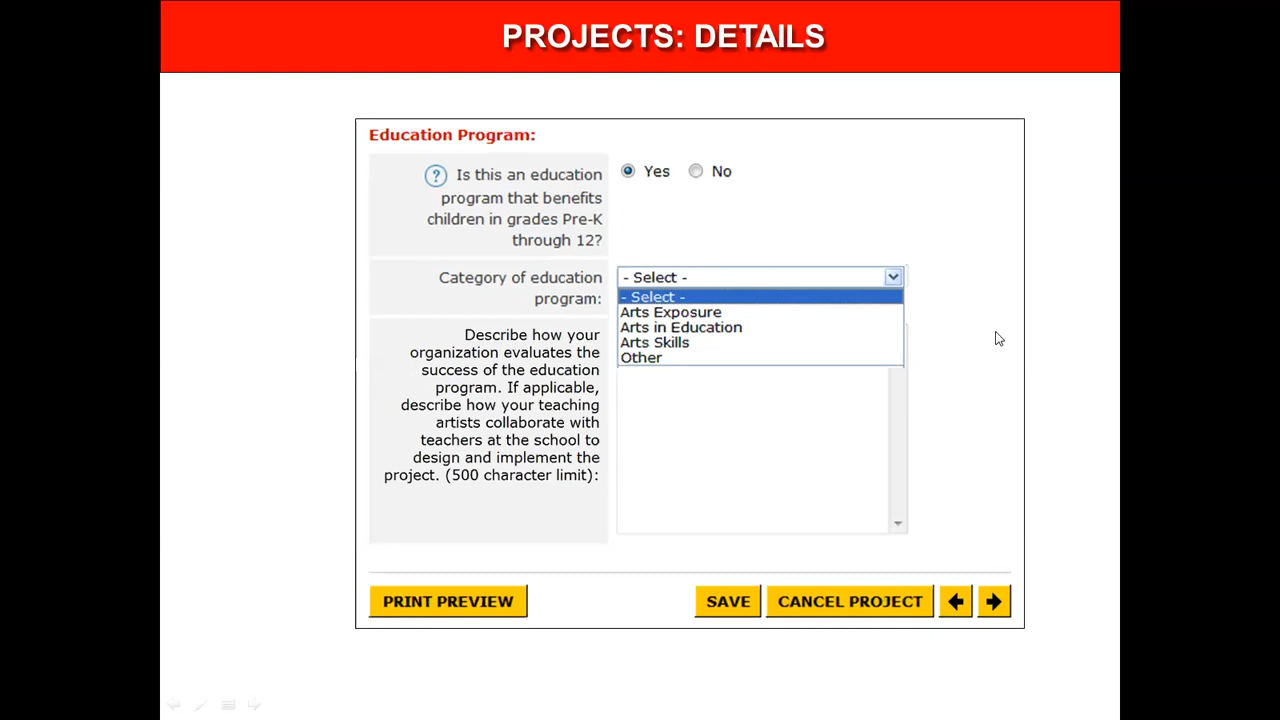 PROJECTS: DETAILS
Education Program:
? Is this an education
program that benefits
children in grades Pre-K
through 12?
Yes No
Category of education
program:
- Select -
- Select -
Arts Exposure
Arts in Education
Arts Skills
Other
Describe how your
organization evaluates the
success of the education
program. If applicable,
describe how your teaching
artists collaborate with
teachers at the school to
design and implement the
project. (500 character limit):
PRINT PREVIEW SAVE CANCEL PROJECT